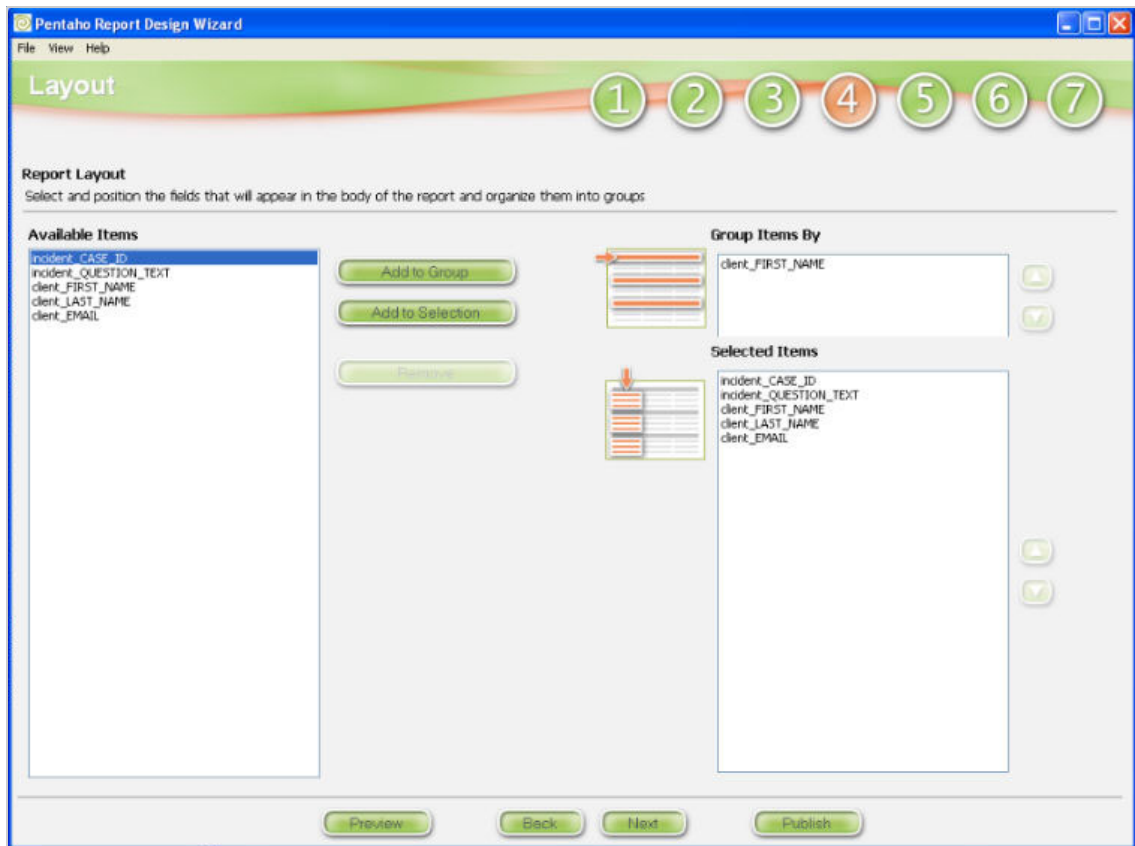 Pentaho Report Design Wizard
File View Help
Layout
1 2 3 4 5 6 7
Report Layout
Select and position the fields that will appear in the body of the report and organize them into groups
Available Items
incident_CASE_ID
incident_QUESTION_TEXT
client_FIRST_NAME
client_LAST_NAME
client_EMAIL
Add to Group
Add to Selection
Remove
Group Items By
client_FIRST_NAME
Selected Items
incident_CASE_ID
incident_QUESTION_TEXT
client_FIRST_NAME
client_LAST_NAME
client_EMAIL
Preview Back Next Publish